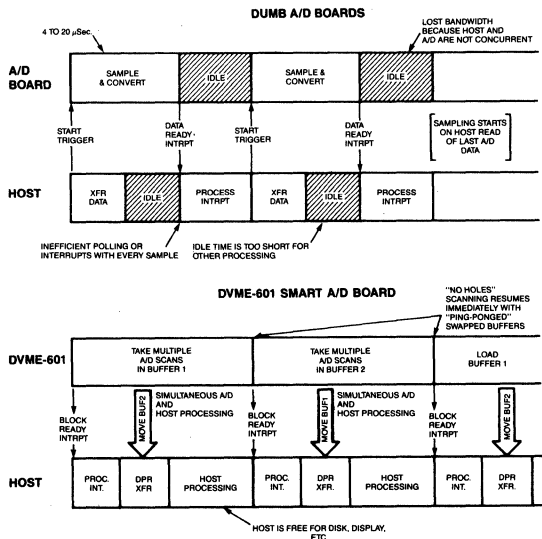 DUMB A/D BOARDS
4 TO 20 µSec.
LOST BANDWIDTH
BECAUSE HOST AND
A/D ARE NOT CONCURRENT
A/D
BOARD
SAMPLE
& CONVERT
IDLE
SAMPLE &
CONVERT
IDLE
START
TRIGGER
DATA
READY
INTRPT
START
TRIGGER
DATA
READY
INTRPT
SAMPLING STARTS
ON HOST READ
OF LAST A/D
DATA
HOST
XFR
DATA
IDLE
PROCESS
INTRPT
XFR
DATA
IDLE
PROCESS
INTRPT
INEFFICIENT POLLING OR
INTERRUPTS WITH EVERY SAMPLE
IDLE TIME IS TOO SHORT FOR
OTHER PROCESSING
DVME-601 SMART A/D BOARD
"NO HOLES"
SCANNING RESUMES
IMMEDIATELY WITH
"PING-PONGED"
SWAPPED BUFFERS
DVME-601
TAKE MULTIPLE
A/D SCANS
IN BUFFER 1
TAKE MULTIPLE
A/D SCANS
IN BUFFER 2
LOAD
BUFFER 1
BLOCK
READY
INTRPT
MOVE BUF2
SIMULTANEOUS A/D
AND
HOST PROCESSING
BLOCK
READY
INTRPT
MOVE BUF1
SIMULTANEOUS A/D
AND
HOST PROCESSING
BLOCK
READY
INTRPT
MOVE BUF2
HOST
PROC.
INT.
DPR
XFR
HOST
PROCESSING
PROC.
INT.
DPR
XFR.
HOST
PROCESSING
PROC.
INT.
DPR
XFR.
HOST IS FREE FOR DISK, DISPLAY,
ETC.